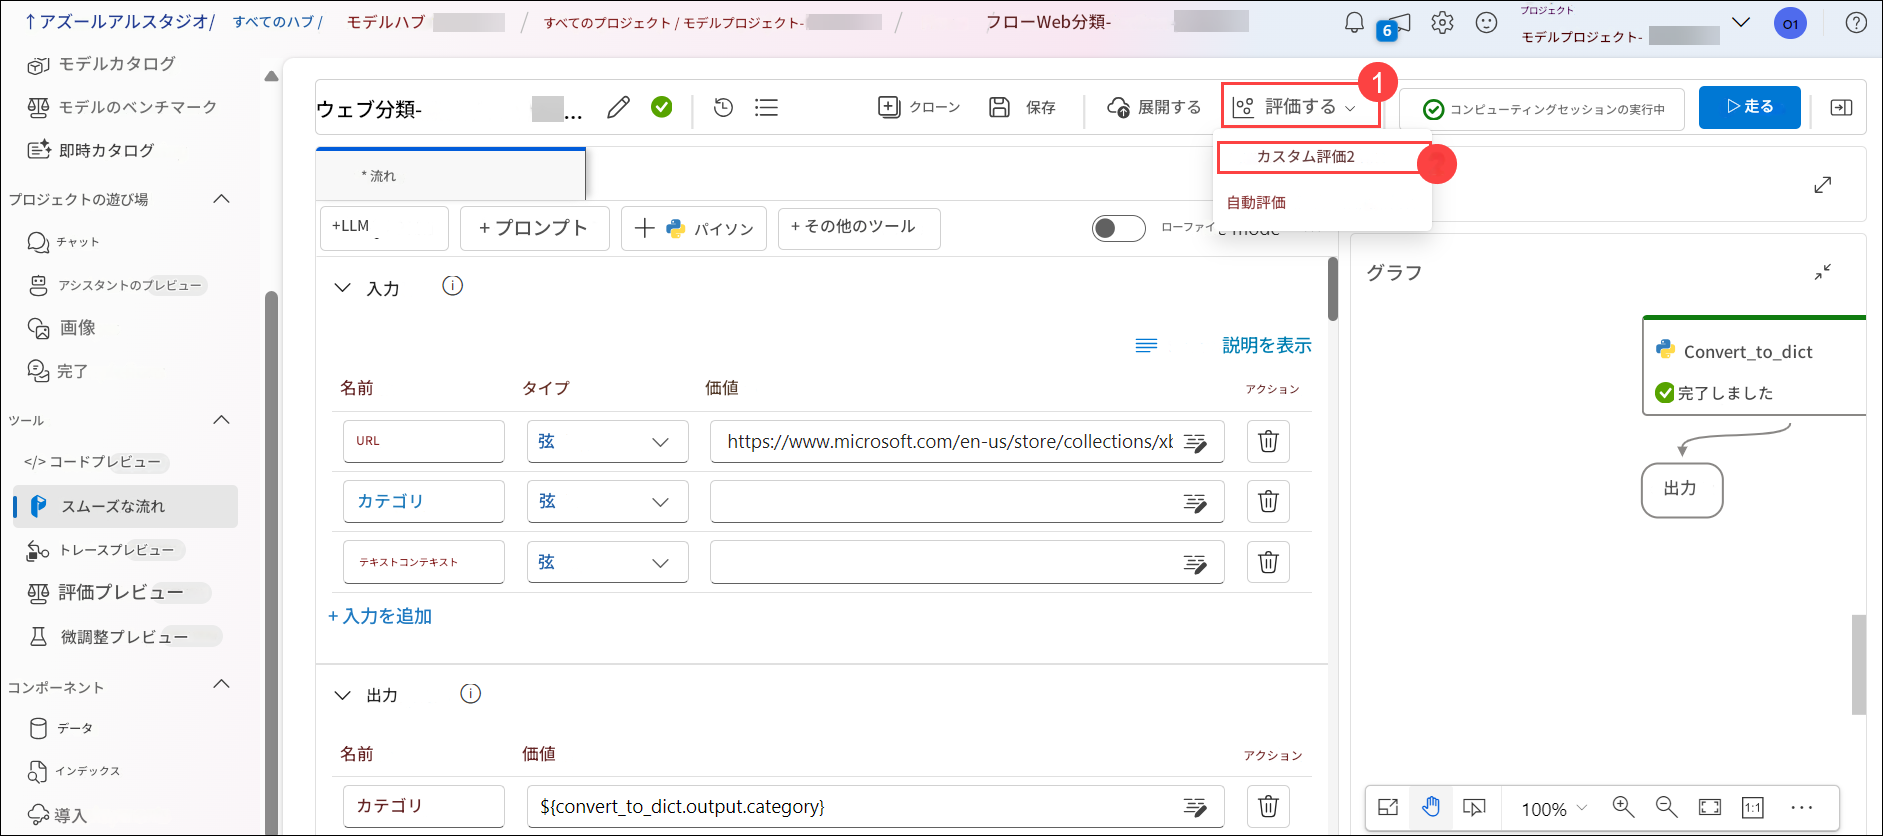 ↑アズールアルスタジオ/ すべてのハブ / モデルハブ / すべてのプロジェクト / モデルプロジェクト- / フローWeb分類-
6
プロジェクト
モデルプロジェクト-
O1
モデルカタログ
モデルのベンチマーク
即時カタログ
プロジェクトの遊び場
チャット
アシスタントのプレビュー
画像
完了
ツール
</> コードプレビュー
スムーズな流れ
トレースプレビュー
評価プレビュー
微調整プレビュー
コンポーネント
データ
インデックス
導入
ウェブ分類- ...
クローン
保存
展開する
評価する
1
コンピューティングセッションの実行中
▷走る
カスタム評価2
自動評価
* 流れ
+LLM
+ プロンプト
+ パイソン
+ その他のツール
ローファイ
mode
入力
説明を表示
名前 タイプ 価値 アクション
URL 弦 https://www.microsoft.com/en-us/store/collections/xb
カテゴリ 弦
テキストコンテキスト 弦
+ 入力を追加
出力
名前 価値 アクション
カテゴリ ${convert_to_dict.output.category}
グラフ
Convert_to_dict
完了しました
出力
100%
1:1
...